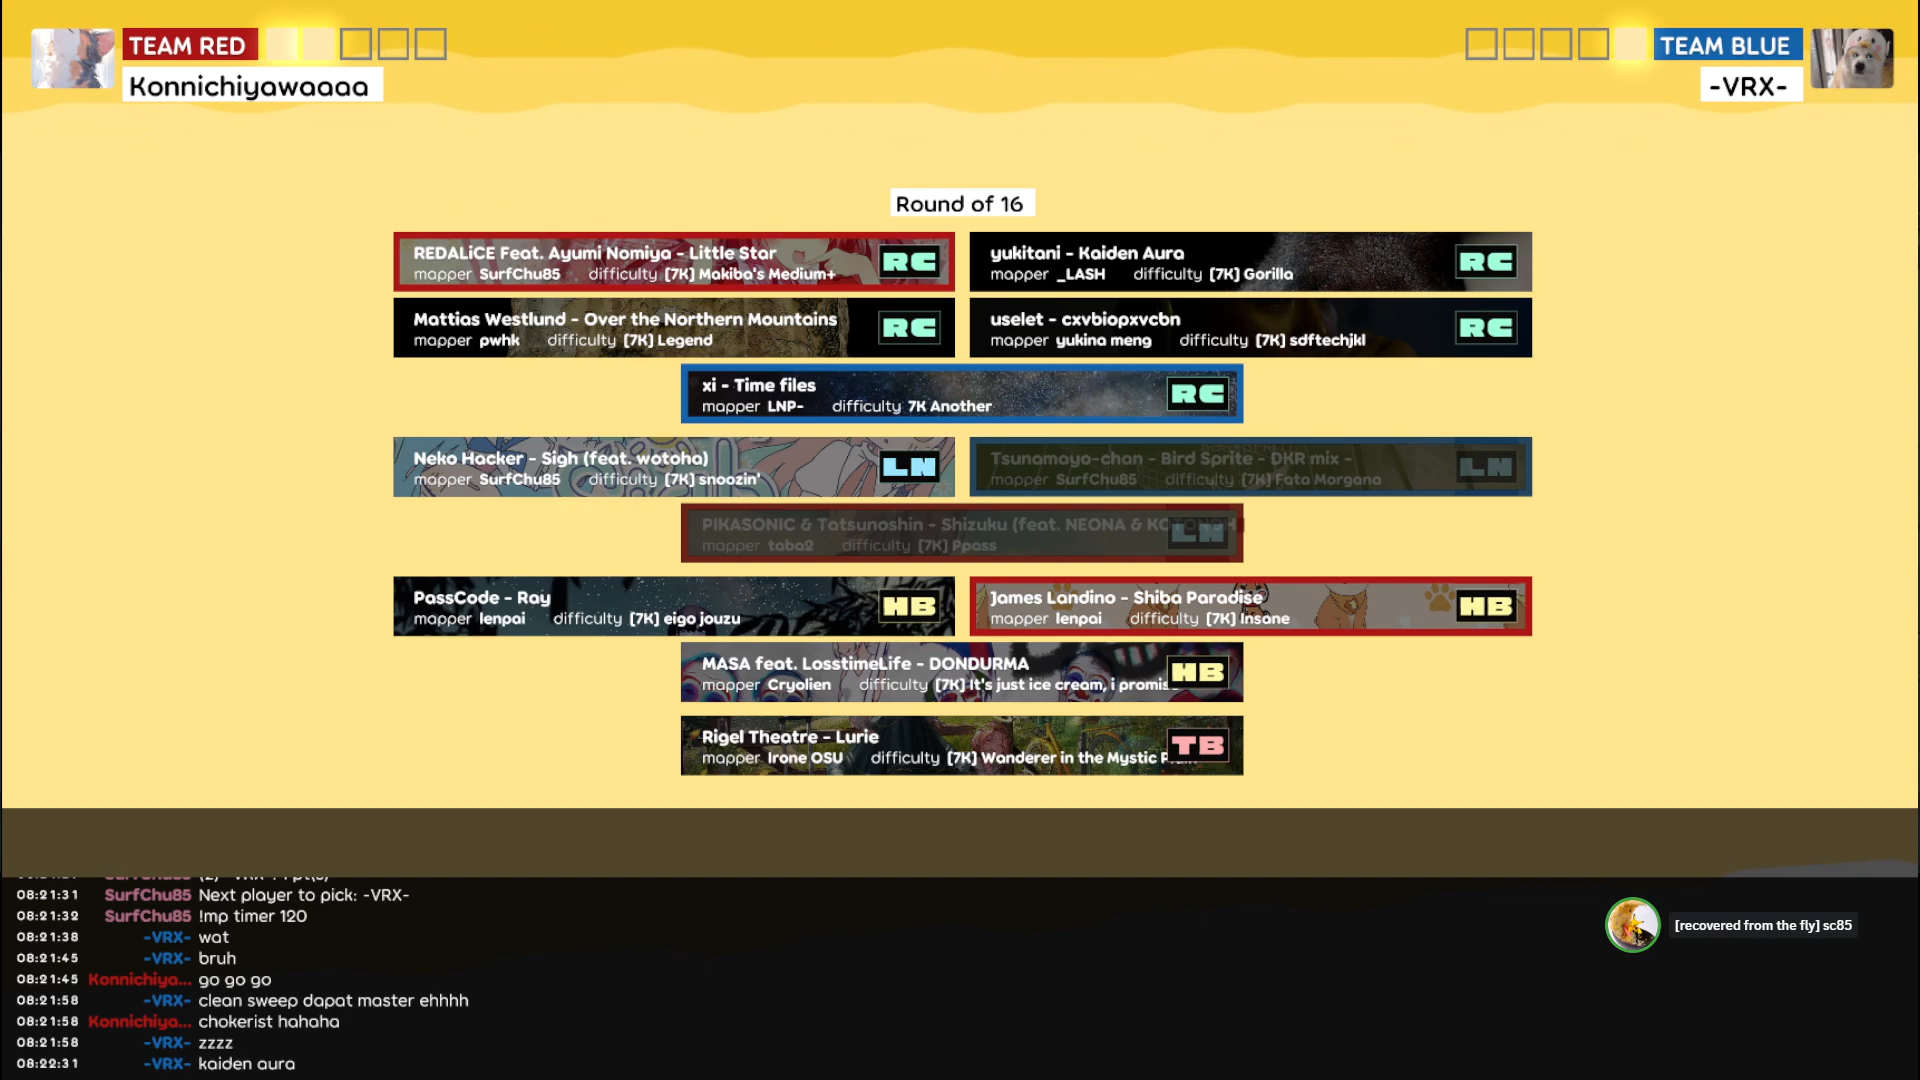 TEAM RED
Konnichiyawaaaa
TEAM BLUE
-VRX-
Round of 16
REDALiCE Feat. Ayumi Nomiya - Little Star
mapper SurfChu85 difficulty [7K] Makiba's Medium+
RC
yukitani - Kaiden Aura
mapper _LASH difficulty [7K] Gorilla
RC
Mattias Westlund - Over the Northern Mountains
mapper pwhk difficulty [7K] Legend
RC
uselet - cxvbiopxvcbn
mapper yukina meng difficulty [7K] sdftechjkl
RC
xi - Time files
mapper LNP- difficulty 7K Another
RC
Neko Hacker - Sigh (feat. wotoha)
mapper SurfChu85 difficulty [7K] snoozin'
LN
Tsunamayo-chan - Bird Sprite - DKR mix -
mapper SurfChu85 difficulty [7K] Fata Morgana
LN
PIKASONIC & Tatsunoshin - Shizuku (feat. NEONA &
mapper taba2 difficulty [7K] Ppass
LN
PassCode - Ray
mapper lenpai difficulty [7K] eigo jouzu
HB
James Landino - Shiba Paradise
mapper lenpai difficulty [7K] Insane
HB
MASA feat. LosstimeLife - DONDURMA
mapper Cryolien difficulty [7K] It's just ice cream, i promis
HB
Rigel Theatre - Lurie
mapper Irone OSU difficulty [7K] Wanderer in the Mystic
TB
08:21:31 SurfChu85 Next player to pick: -VRX-
08:21:32 SurfChu85 !mp timer 120
08:21:38 -VRX- wat
08:21:45 -VRX- bruh
08:21:45 Konnichiya... go go go
08:21:58 -VRX- clean sweep dapat master ehhhh
08:21:58 Konnichiya... chokerist hahaha
08:21:58 -VRX- zzzz
08:22:31 -VRX- kaiden aura
[recovered from the fly] sc85